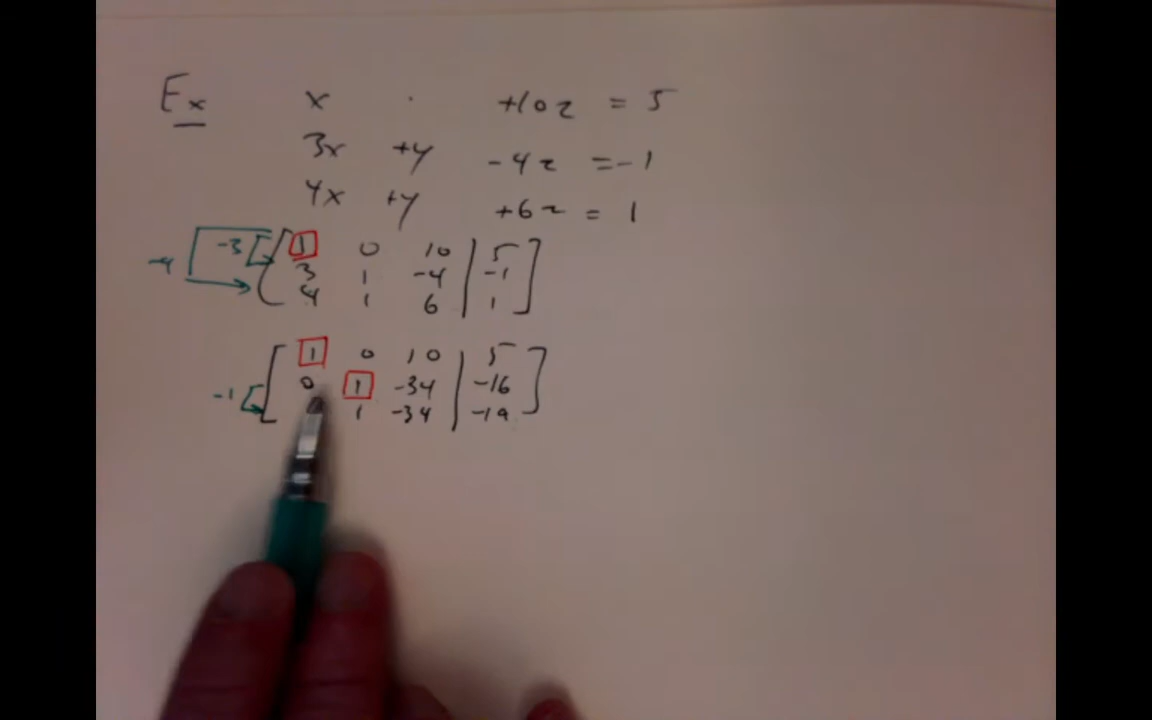 Ex x . +10z = 5
3x +y -4z = -1
4x +y +6z = 1
-3 1 0 10 | 5
-4 3 1 -4 | -1
4 1 6 | 1
1 0 10 | 5
-1 0 1 -34 | -16
1 -34 | -19